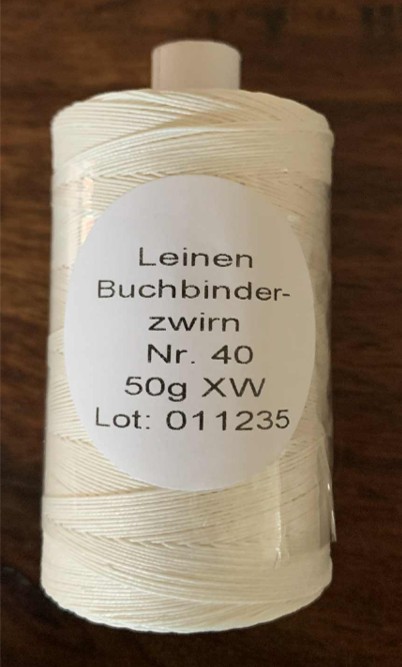 Leinen
Buchbinder-
zwirn
Nr. 40
50g XW
Lot: 011235